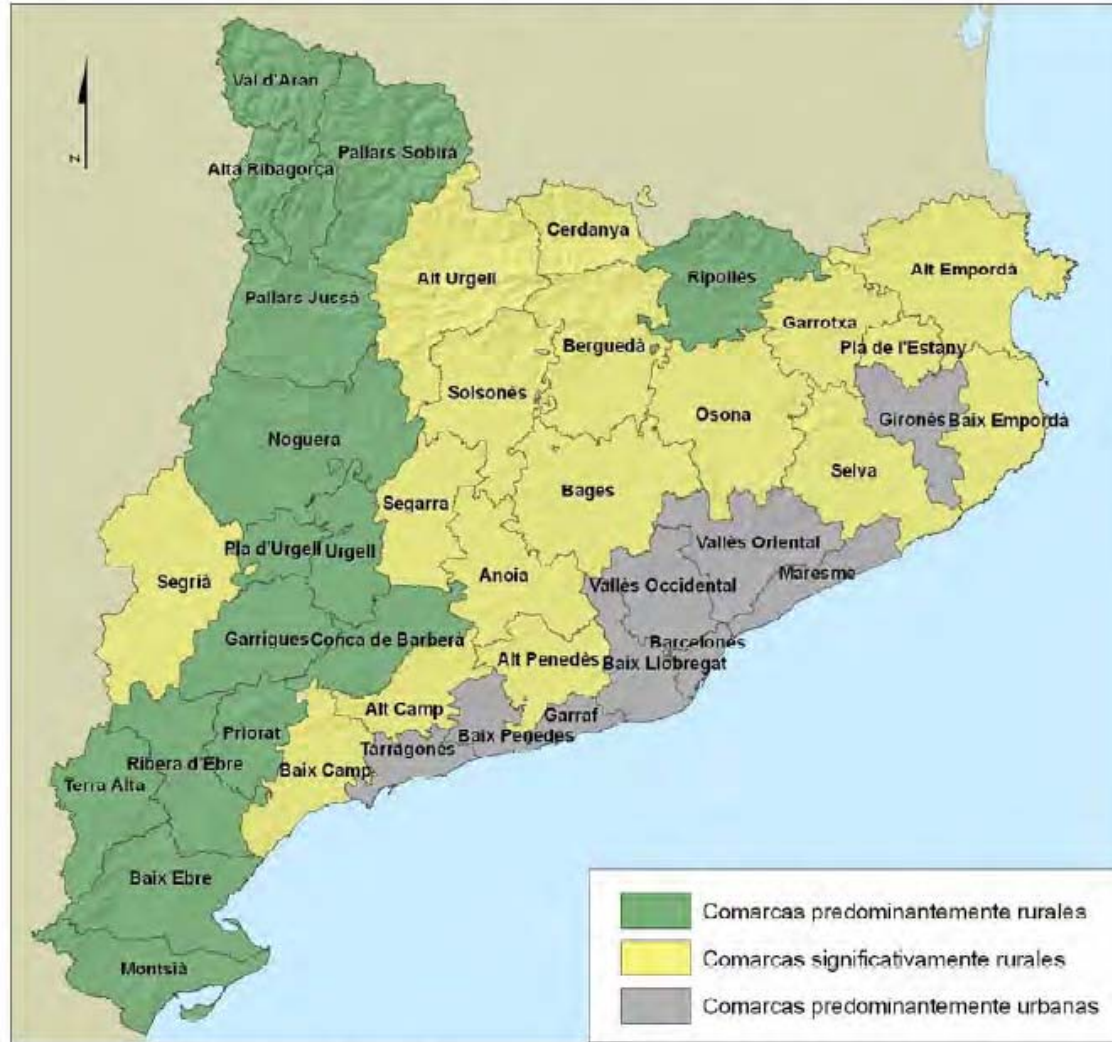 Val d'Aran
Pallars Sobirà
Alta Ribagorça
Cerdanya
Alt Urgell
Ripollès
Alt Empordà
Pallars Jussà
Garrotxa
Berguedà
Pla de l'Estany
Solsonès
Osona
Gironès
Baix Empordà
Noguera
Selva
Bages
Segarra
Vallès Oriental
Pla d'Urgell
Urgell
Anoia
Maresme
Segrià
Vallès Occidental
Garrigues
Conca de Barberà
Barcelonès
Alt Penedès
Baix Llobregat
Alt Camp
Garraf
Priorat
Baix Penedes
Tarragonès
Ribera d'Ebre
Baix Camp
Terra Alta
Baix Ebre
Montsià
N
Comarcas predominantemente rurales
Comarcas significativamente rurales
Comarcas predominantemente urbanas